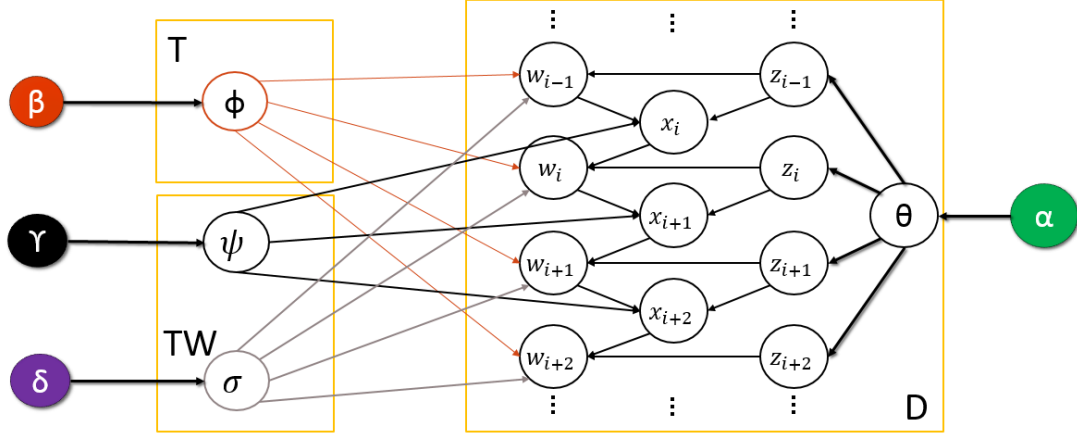 T
β
ϕ
ϒ
ψ
TW
δ
σ
⋮ ⋮ ⋮
w_{i−1} z_{i−1}
x_i
w_i z_i
x_{i+1}
θ
α
w_{i+1} z_{i+1}
x_{i+2}
w_{i+2} z_{i+2}
⋮ ⋮ ⋮
D